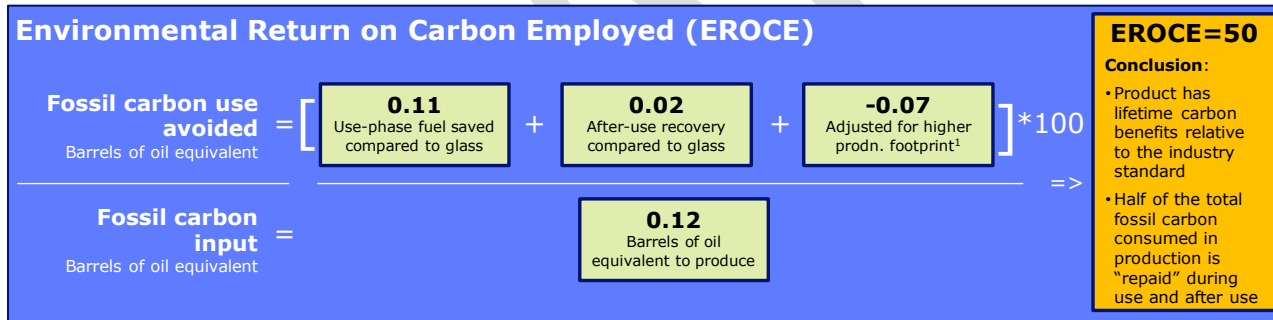 Environmental Return on Carbon Employed (EROCE)
Fossil carbon use
avoided
Barrels of oil equivalent
=
[
0.11
Use-phase fuel saved
compared to glass
+
0.02
After-use recovery
compared to glass
+
-0.07
Adjusted for higher
prodn. footprint¹
]
*100
Fossil carbon
input
Barrels of oil equivalent
=
0.12
Barrels of oil
equivalent to produce
=>
EROCE=50
Conclusion:
•Product has
lifetime carbon
benefits relative
to the industry
standard
•Half of the total
fossil carbon
consumed in
production is
“repaid” during
use and after use